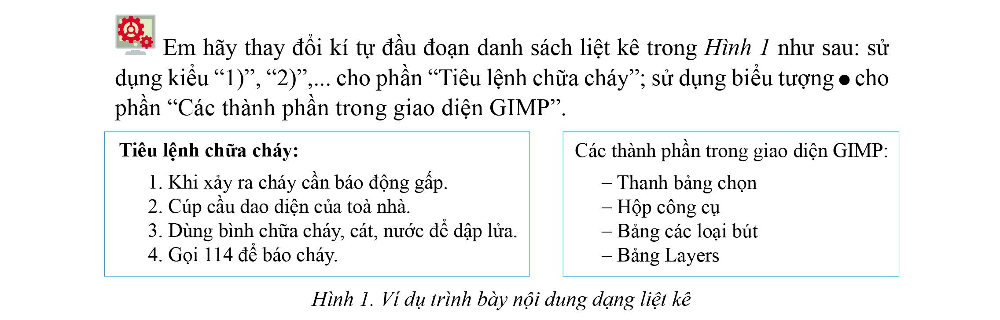 Em hãy thay đổi kí tự đầu đoạn danh sách liệt kê trong Hình 1 như sau: sử
dụng kiểu “1)”, “2)”,... cho phần “Tiêu lệnh chữa cháy”; sử dụng biểu tượng ● cho
phần “Các thành phần trong giao diện GIMP”.
Tiêu lệnh chữa cháy:
1. Khi xảy ra cháy cần báo động gấp.
2. Cúp cầu dao điện của toà nhà.
3. Dùng bình chữa cháy, cát, nước để dập lửa.
4. Gọi 114 để báo cháy.
Các thành phần trong giao diện GIMP:
– Thanh bảng chọn
– Hộp công cụ
– Bảng các loại bút
– Bảng Layers
Hình 1. Ví dụ trình bày nội dung dạng liệt kê